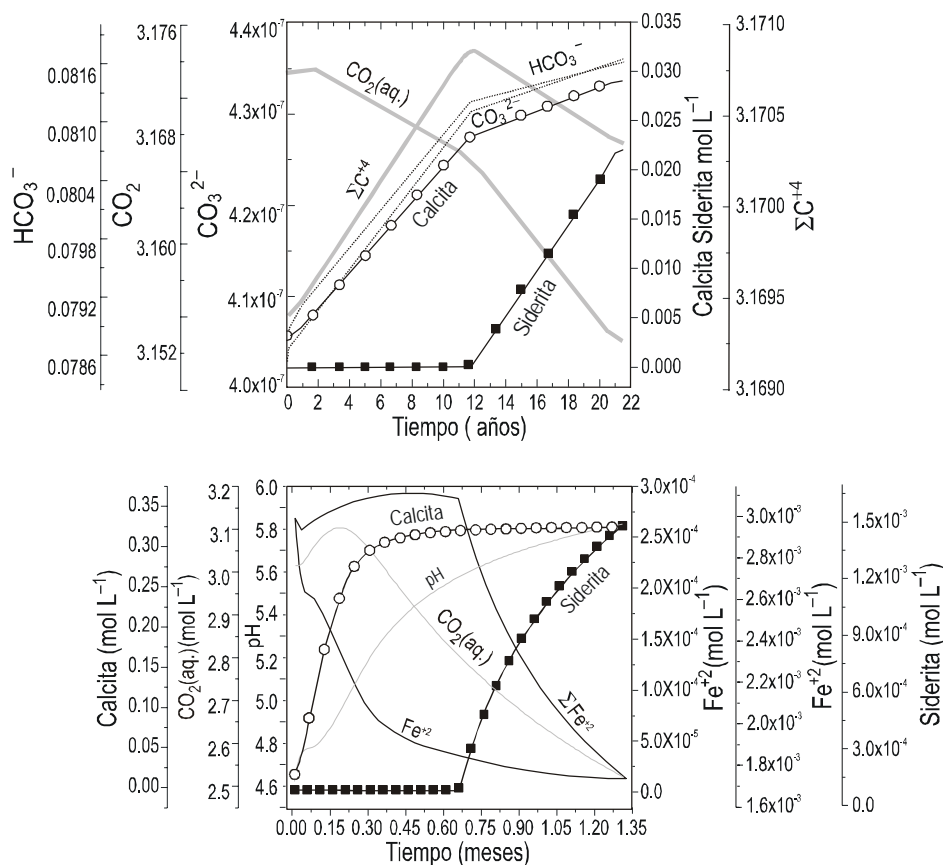 HCO₃⁻
0.0816
0.0810
0.0804
0.0798
0.0792
0.0786
CO₂
3.176
3.168
3.160
3.152
CO₃²⁻
4.4x10⁻⁷
4.3x10⁻⁷
4.2x10⁻⁷
4.1x10⁻⁷
4.0x10⁻⁷
CO₂(aq.)
ΣC⁺⁴
Calcita
HCO₃⁻
CO₃²⁻
Siderita
0.035
0.030
0.025
0.020
0.015
0.010
0.005
0.000
Calcita Siderita mol L⁻¹
3.1710
3.1705
3.1700
3.1695
3.1690
ΣC⁺⁴
0 2 4 6 8 10 12 14 16 18 20 22
Tiempo ( años)
Calcita (mol L⁻¹)
0.35
0.30
0.25
0.20
0.15
0.10
0.05
0.00
CO₂(aq.)(mol L⁻¹)
3.2
3.1
3.0
2.9
2.8
2.7
2.6
2.5
pH
6.0
5.8
5.6
5.4
5.2
5.0
4.8
4.6
Calcita
pH
CO₂(aq.)
Fe⁺²
Siderita
ΣFe⁺²
3.0x10⁻⁴
2.5x10⁻⁴
2.0x10⁻⁴
1.5x10⁻⁴
1.0x10⁻⁴
5.0x10⁻⁵
0.0
Fe⁺²(mol L⁻¹)
3.0x10⁻³
2.8x10⁻³
2.6x10⁻³
2.4x10⁻³
2.2x10⁻³
2.0x10⁻³
1.8x10⁻³
1.6x10⁻³
Fe⁺² (mol L⁻¹)
1.5x10⁻³
1.2x10⁻³
9.0x10⁻⁴
6.0x10⁻⁴
3.0x10⁻⁴
0.0
Siderita (mol L⁻¹)
0.00 0.15 0.30 0.45 0.60 0.75 0.90 1.05 1.20 1.35
Tiempo (meses)